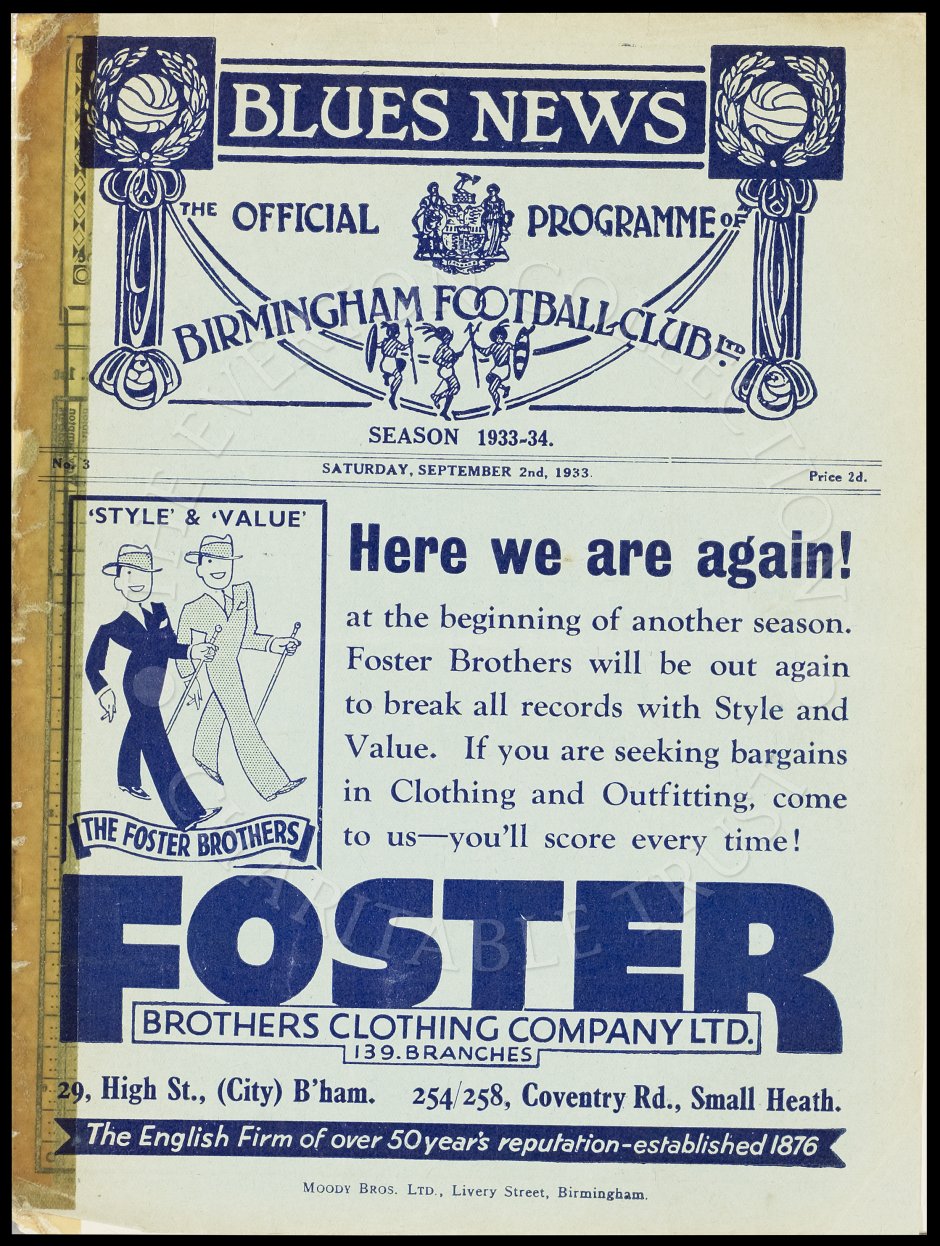 BLUES NEWS
THE OFFICIAL PROGRAMME OF
BIRMINGHAM FOOTBALL CLUB LTD.
SEASON 1933-34.
No. 3
SATURDAY, SEPTEMBER 2nd, 1933.
Price 2d.
'STYLE' & 'VALUE'
THE FOSTER BROTHERS
Here we are again!
at the beginning of another season.
Foster Brothers will be out again
to break all records with Style and
Value. If you are seeking bargains
in Clothing and Outfitting, come
to us—you'll score every time!
FOSTER
BROTHERS CLOTHING COMPANY LTD.
139. BRANCHES
29, High St., (City) B'ham. 254/258, Coventry Rd., Small Heath.
The English Firm of over 50 year's reputation-established 1876
MOODY BROS. LTD., Livery Street, Birmingham.
© THE EVERTON COLLECTION
CHARITABLE TRUST